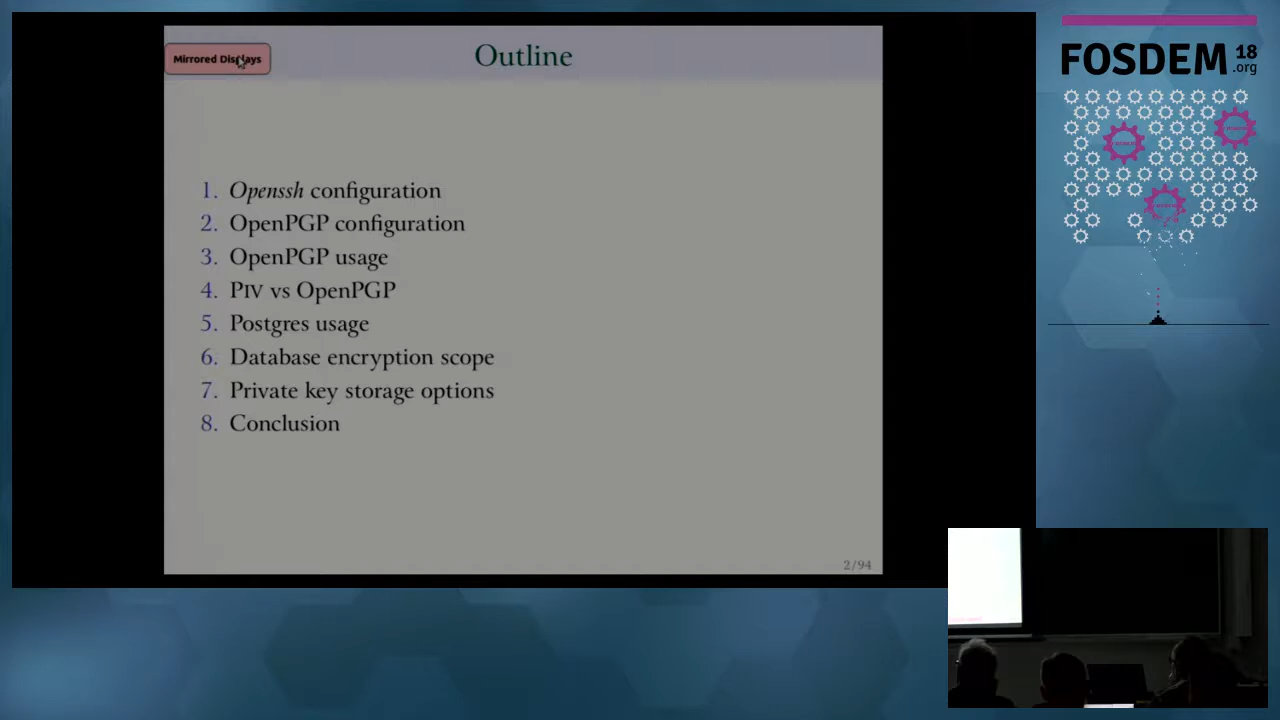 Mirrored Displays
Outline
1. Openssh configuration
2. OpenPGP configuration
3. OpenPGP usage
4. PIV vs OpenPGP
5. Postgres usage
6. Database encryption scope
7. Private key storage options
8. Conclusion
2/94
FOSDEM 18
.org